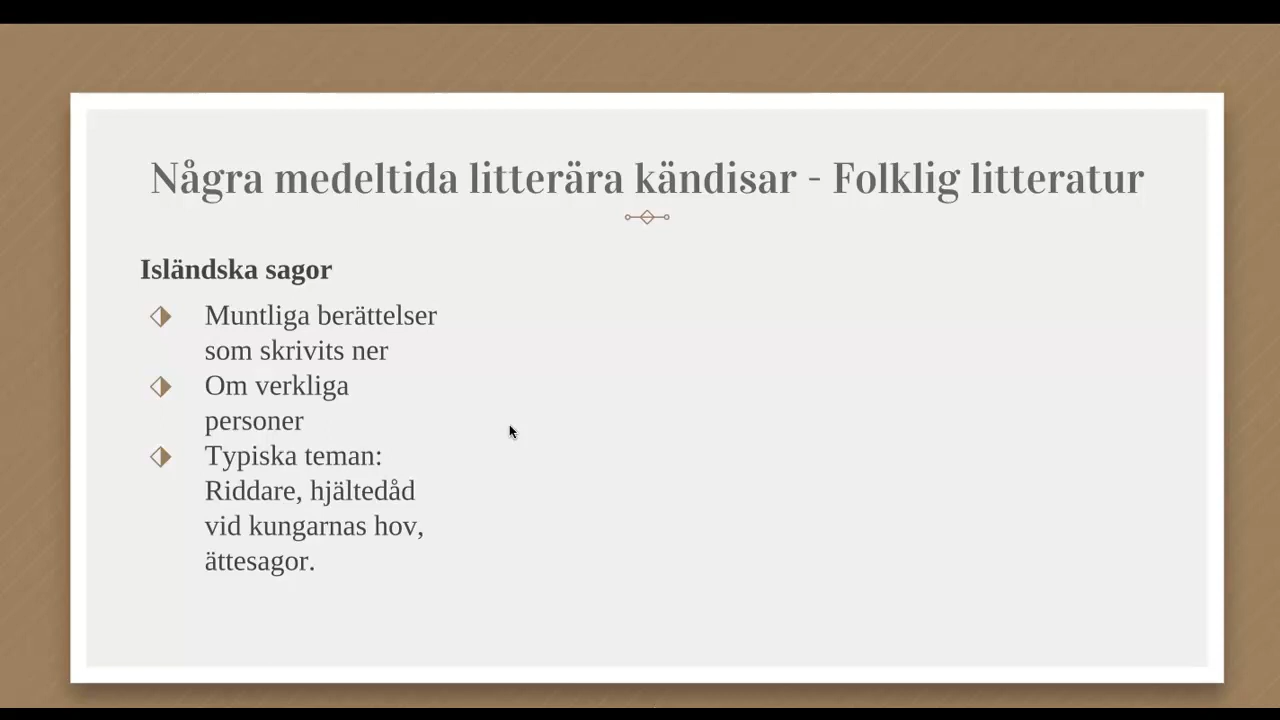 Några medeltida litterära kändisar - Folklig litteratur
Isländska sagor
Muntliga berättelser
som skrivits ner
Om verkliga
personer
Typiska teman:
Riddare, hjältedåd
vid kungarnas hov,
ättesagor.